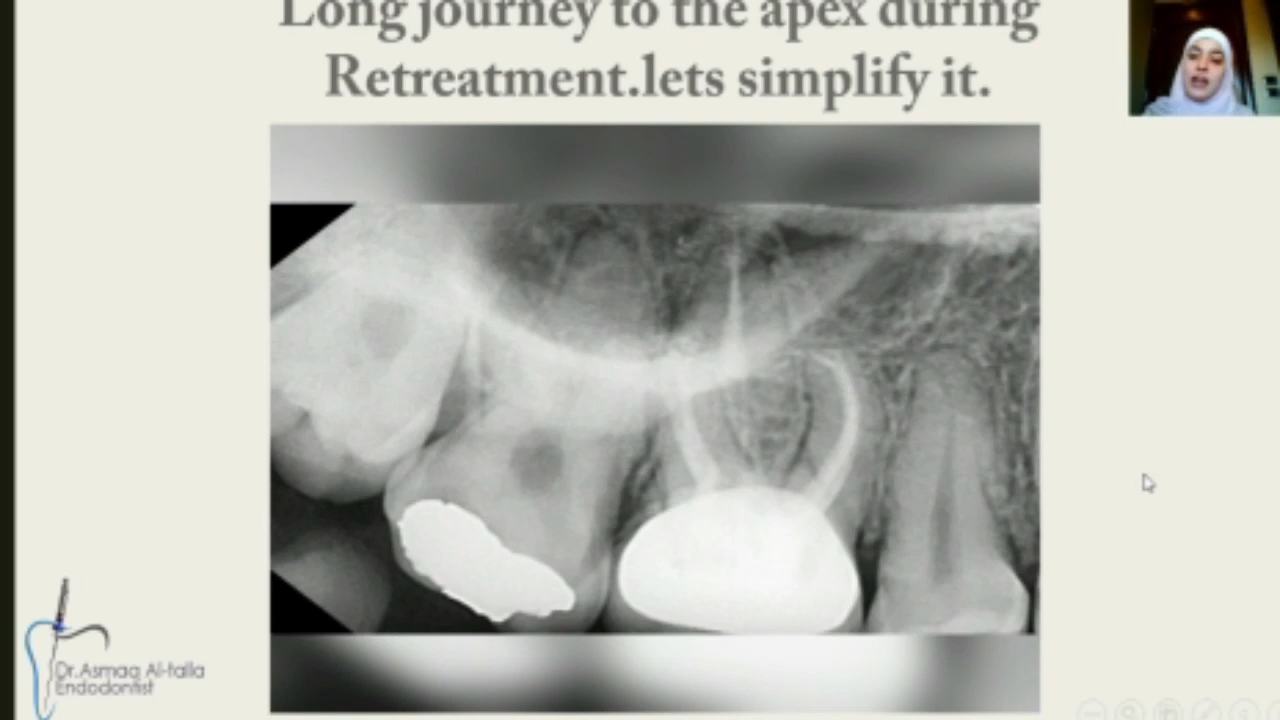 Long journey to the apex during
Retreatment.lets simplify it.
Dr.Asmaa Al-talla
Endodontist